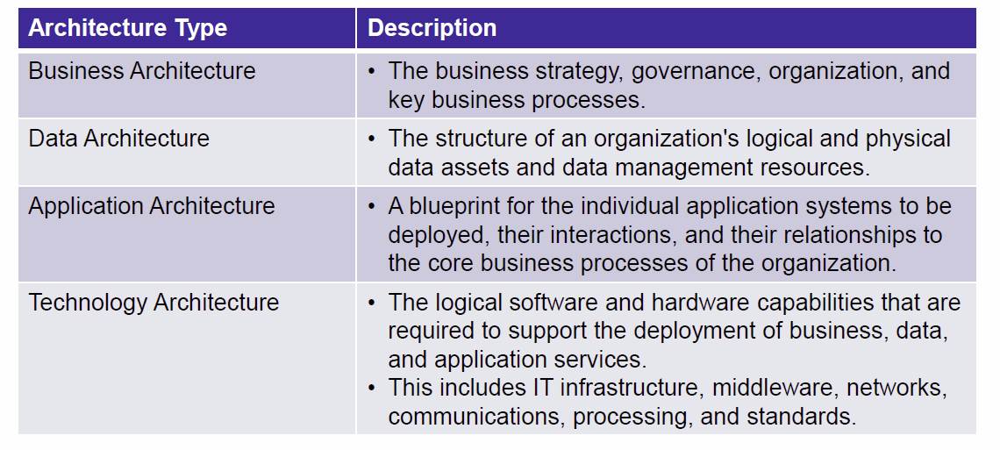 Architecture Type
Description
Business Architecture
• The business strategy, governance, organization, and
key business processes.
Data Architecture
• The structure of an organization's logical and physical
data assets and data management resources.
Application Architecture
• A blueprint for the individual application systems to be
deployed, their interactions, and their relationships to
the core business processes of the organization.
Technology Architecture
• The logical software and hardware capabilities that are
required to support the deployment of business, data,
and application services.
• This includes IT infrastructure, middleware, networks,
communications, processing, and standards.